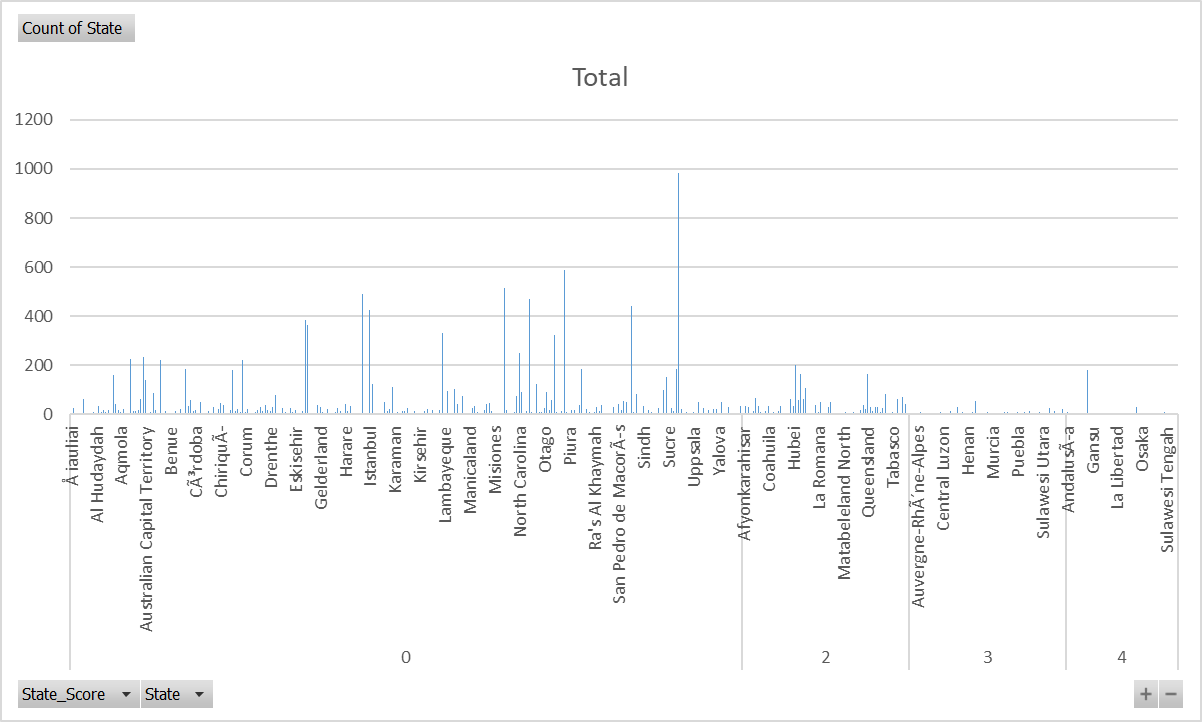 Count of State
Total
1200
1000
800
600
400
200
0
Åiauliai
Al Hudaydah
Aqmola
Australian Capital Territory
Benue
CÃ³rdoba
ChiriquÃ-
Corum
Drenthe
Eskisehir
Gelderland
Harare
Istanbul
Karaman
Kirsehir
Lambayeque
Manicaland
Misiones
North Carolina
Otago
Piura
Ra's Al Khaymah
San Pedro de MacorÃ-s
Sindh
Sucre
Uppsala
Yalova
Afyonkarahisar
Coahuila
Hubei
La Romana
Matabeleland North
Queensland
Tabasco
Auvergne-RhÃ´ne-Alpes
Central Luzon
Henan
Murcia
Puebla
Sulawesi Utara
AndalusÃ-a
Gansu
La Libertad
Osaka
Sulawesi Tengah
0
2
3
4
State_Score
State
+
−